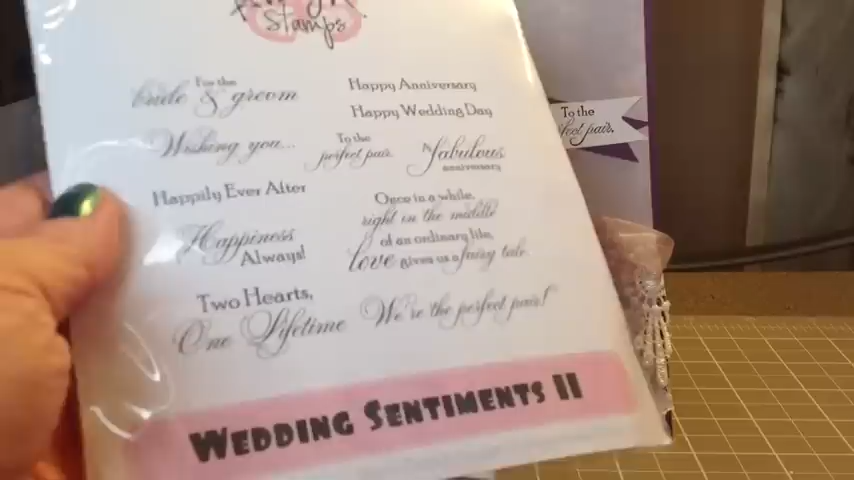 Stamps
For the
bride & groom
Happy Anniversary
Happy Wedding Day
Wishing you...
To the
perfect pair.
A fabulous
anniversary
Happily Ever After
Once in a while,
right in the middle
of an ordinary life,
love gives us a fairy tale.
Happiness
Always!
Two Hearts,
One Lifetime
We're the perfect pair!
WEDDING SENTIMENTS II
To the
fect pair.